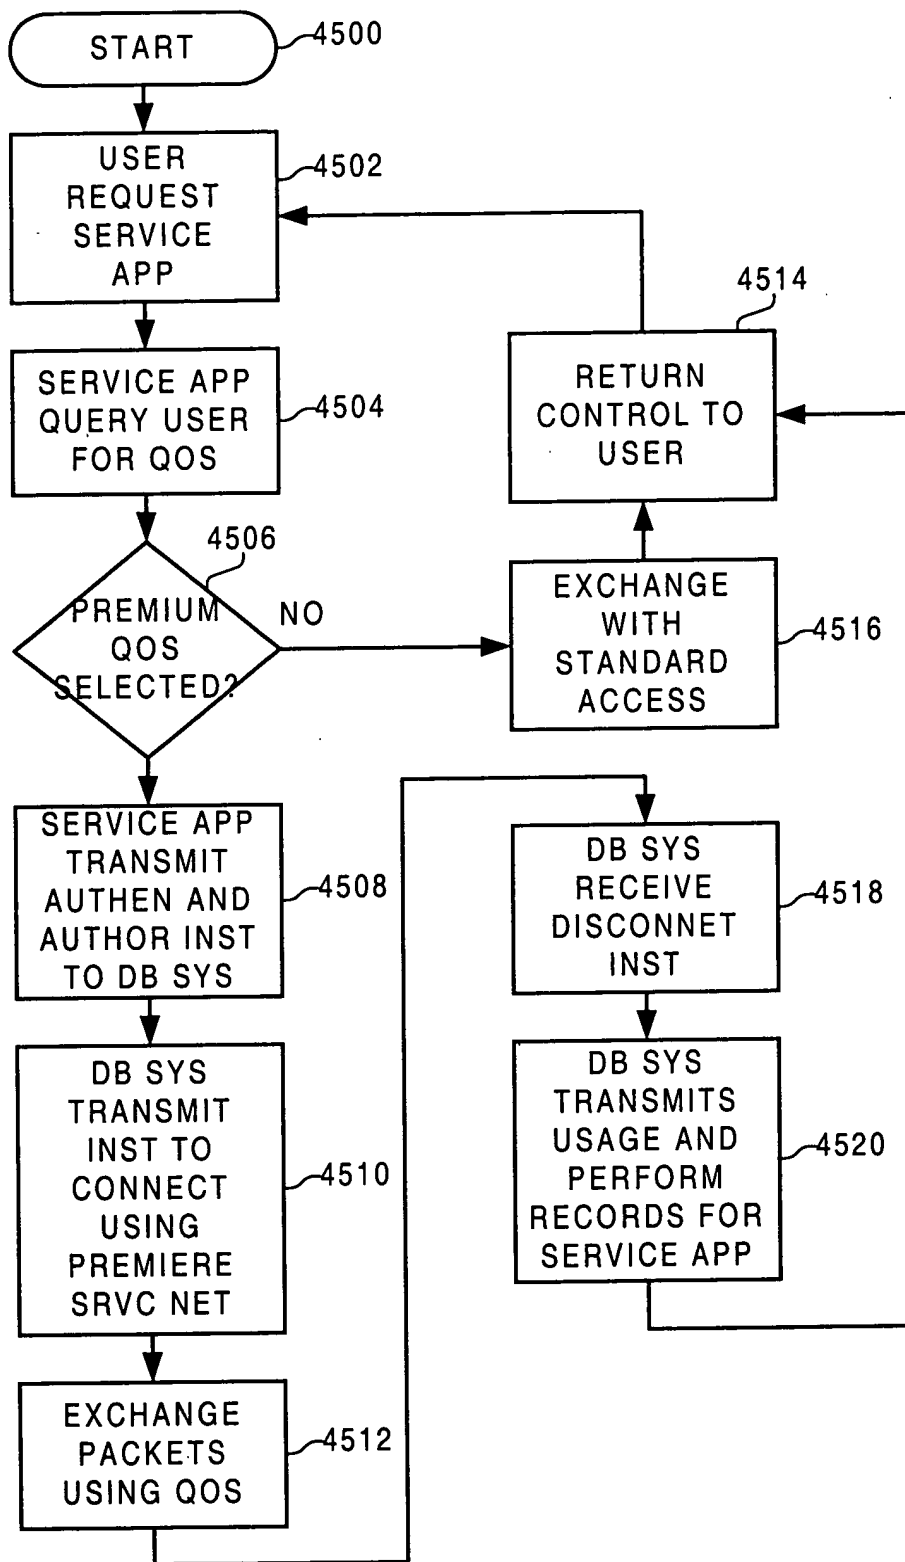 START
4500
USER
REQUEST
SERVICE
APP
4502
SERVICE APP
QUERY USER
FOR QOS
4504
4506
PREMIUM
QOS
SELECTED?
NO
SERVICE APP
TRANSMIT
AUTHEN AND
AUTHOR INST
TO DB SYS
4508
DB SYS
TRANSMIT
INST TO
CONNECT
USING
PREMIERE
SRVC NET
4510
EXCHANGE
PACKETS
USING QOS
4512
4514
RETURN
CONTROL TO
USER
EXCHANGE
WITH
STANDARD
ACCESS
4516
DB SYS
RECEIVE
DISCONNET
INST
4518
DB SYS
TRANSMITS
USAGE AND
PERFORM
RECORDS FOR
SERVICE APP
4520